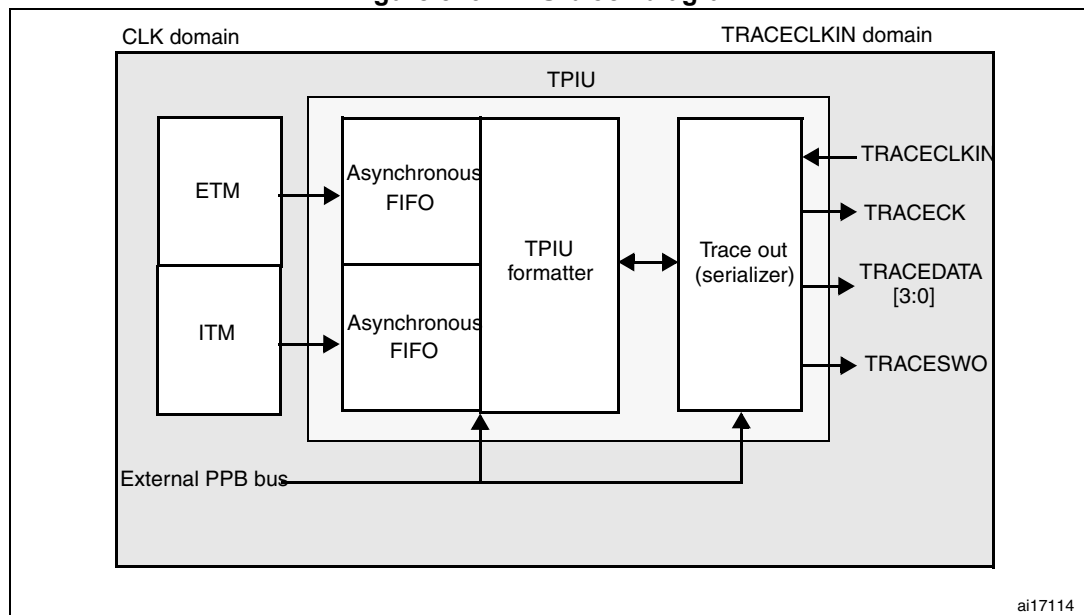 CLK domain
TRACECLKIN domain
TPIU
ETM
Asynchronous
FIFO
TPIU
formatter
Trace out
(serializer)
TRACECLKIN
TRACECK
TRACEDATA
[3:0]
TRACESWO
ITM
Asynchronous
FIFO
External PPB bus
ai17114